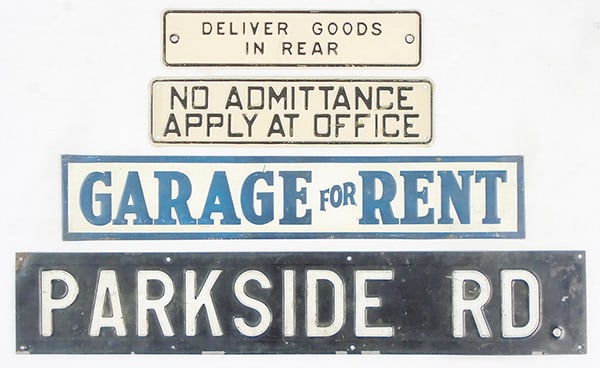 DELIVER GOODS
IN REAR
NO ADMITTANCE
APPLY AT OFFICE
GARAGE FOR RENT
PARKSIDE RD.